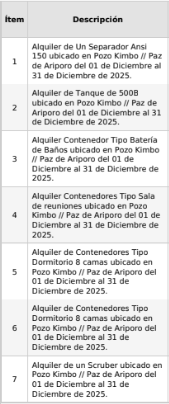 Ítem Descripción
Alquiler de Un Separador Ansi
150 ubicado en Pozo Kimbo // Paz
1
de Ariporo del 01 de Diciembre al
31 de Diciembre de 2025.
Alquiler de Tanque de 500B
ubicado en Pozo Kimbo // Paz de
2
Ariporo del 01 de Diciembre al 31
de Diciembre de 2025.
Alquiler Contenedor Tipo Batería
de Baños ubicado en Pozo Kimbo
3
// Paz de Ariporo del 01 de
Diciembre al 31 de Diciembre de
2025.
Alquiler Contenedores Tipo Sala
de reuniones ubicado en Pozo
4
Kimbo // Paz de Ariporo del 01 de
Diciembre al 31 de Diciembre de
2025.
Alquiler de Contenedores Tipo
Dormitorio 8 camas ubicado en
5
Pozo Kimbo // Paz de Ariporo del
01 de Diciembre al 31 de
Diciembre de 2025.
Alquiler de Contenedores Tipo
Dormitorio 8 camas ubicado en
6
Pozo Kimbo // Paz de Ariporo del
01 de Diciembre al 31 de
Diciembre de 2025.
Alquiler de un Scruber ubicado en
Pozo Kimbo // Paz de Ariporo del
7
01 de Diciembre al 31 de
Diciembre de 2025.